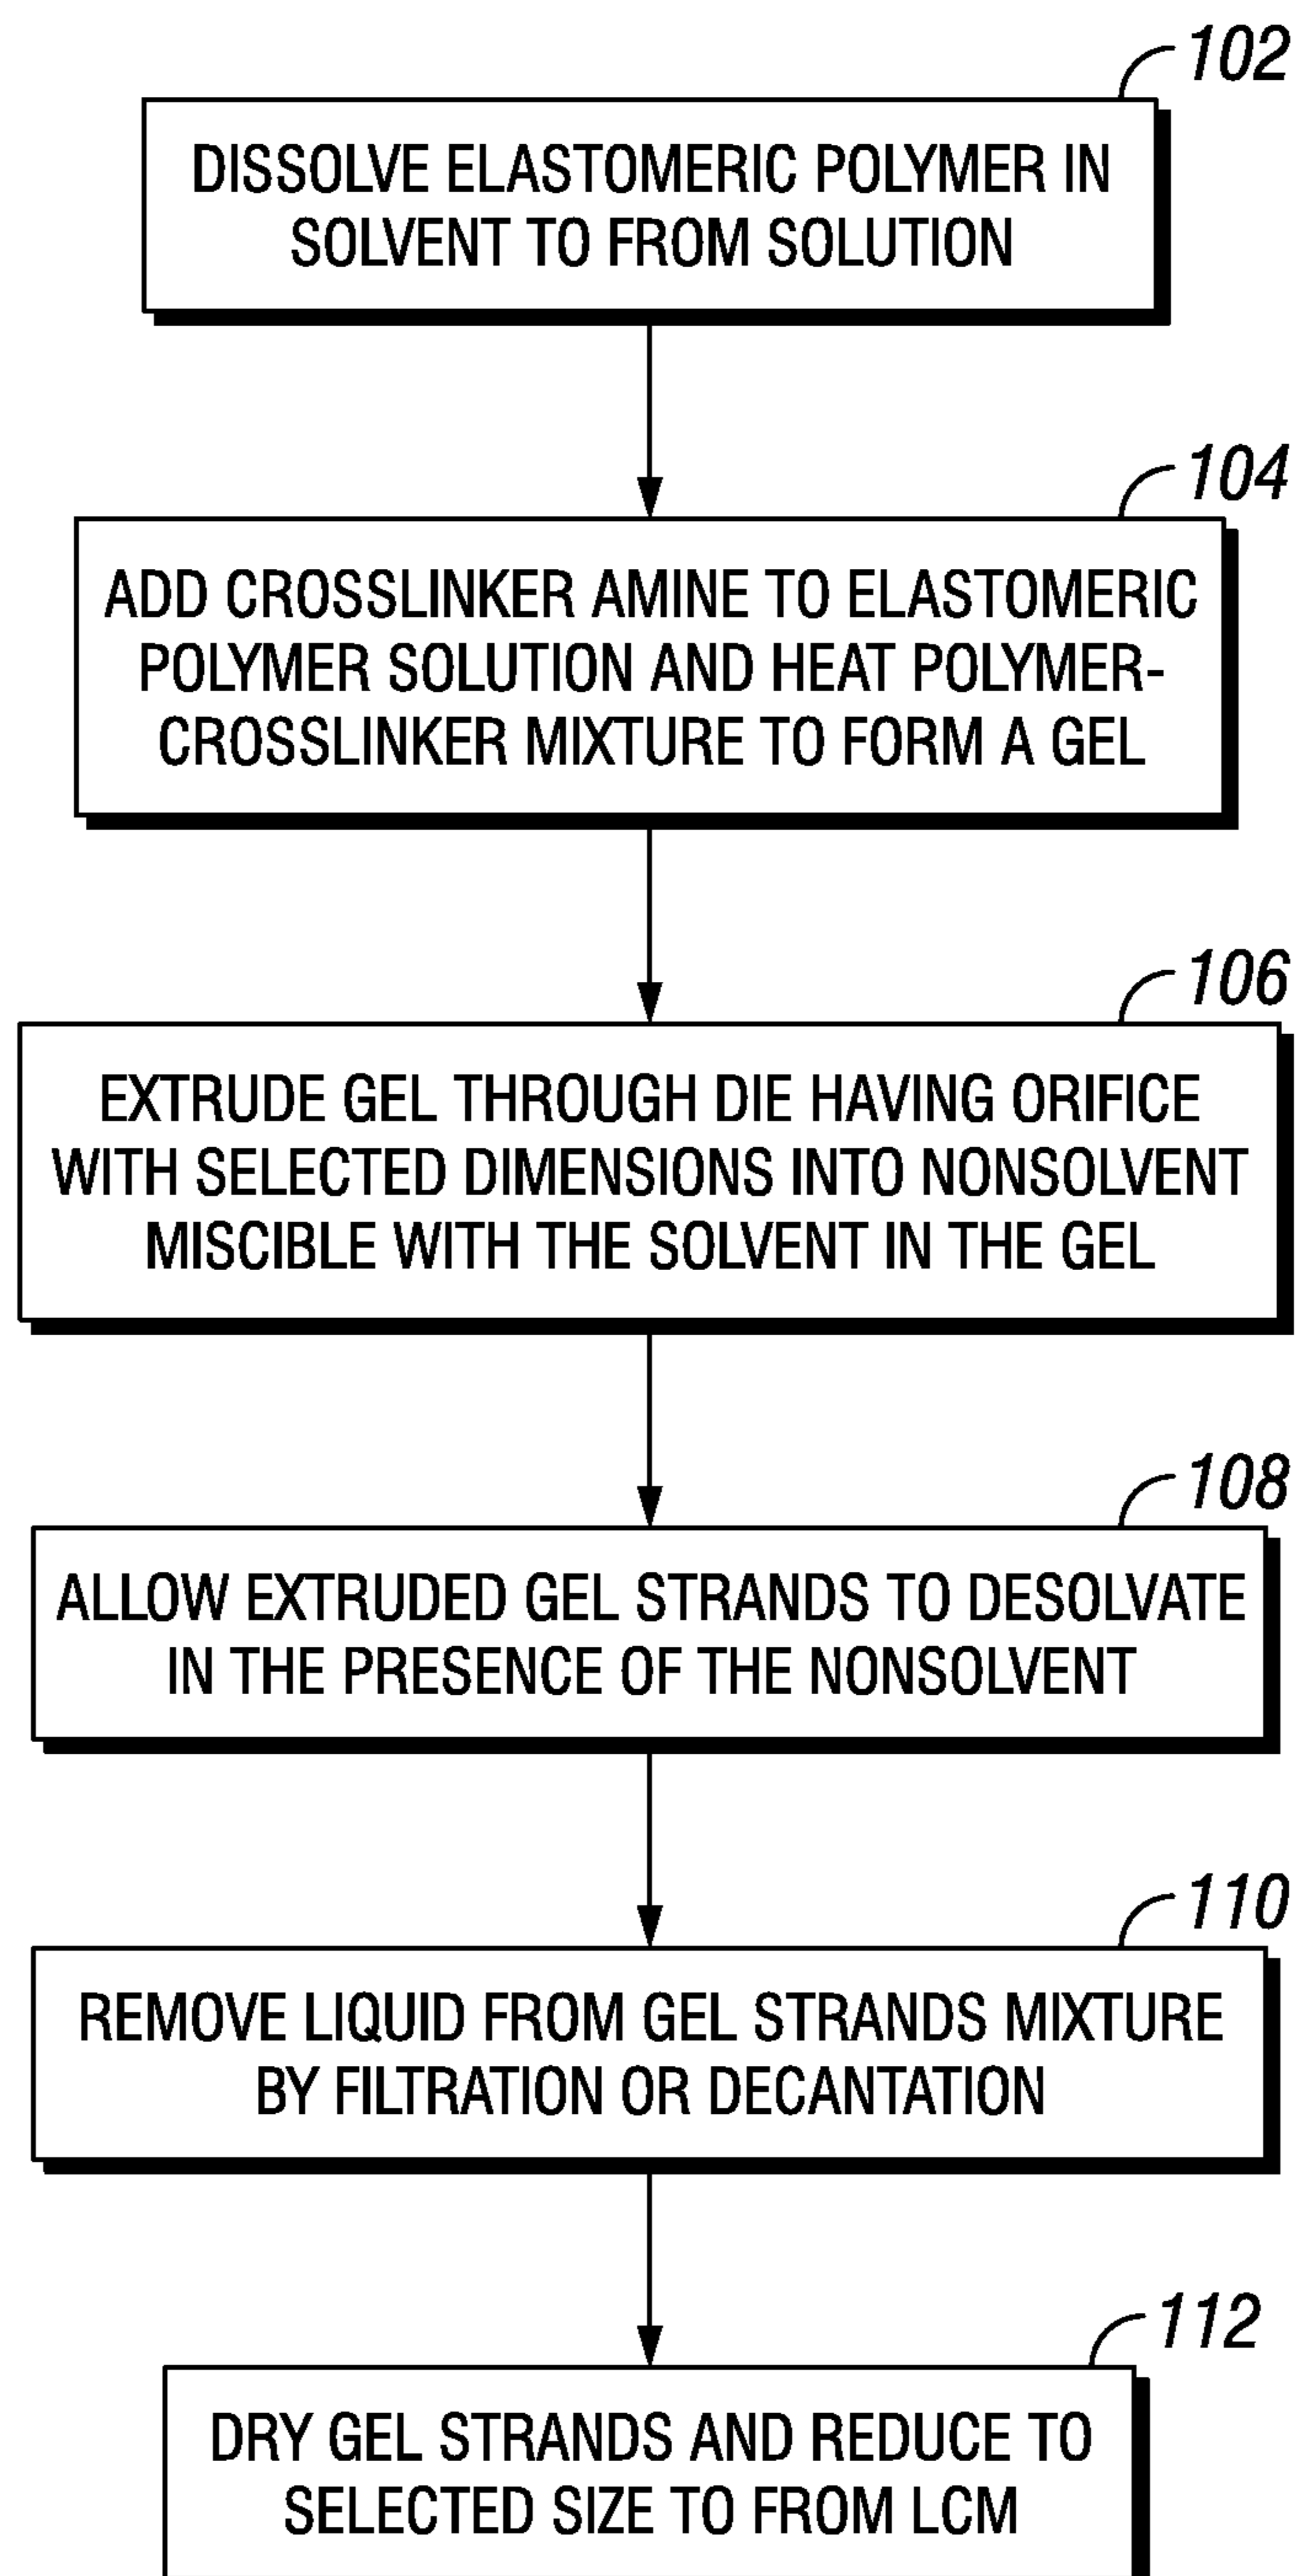 102
DISSOLVE ELASTOMERIC POLYMER IN
SOLVENT TO FROM SOLUTION
104
ADD CROSSLINKER AMINE TO ELASTOMERIC
POLYMER SOLUTION AND HEAT POLYMER-
CROSSLINKER MIXTURE TO FORM A GEL
106
EXTRUDE GEL THROUGH DIE HAVING ORIFICE
WITH SELECTED DIMENSIONS INTO NONSOLVENT
MISCIBLE WITH THE SOLVENT IN THE GEL
108
ALLOW EXTRUDED GEL STRANDS TO DESOLVATE
IN THE PRESENCE OF THE NONSOLVENT
110
REMOVE LIQUID FROM GEL STRANDS MIXTURE
BY FILTRATION OR DECANTATION
112
DRY GEL STRANDS AND REDUCE TO
SELECTED SIZE TO FROM LCM